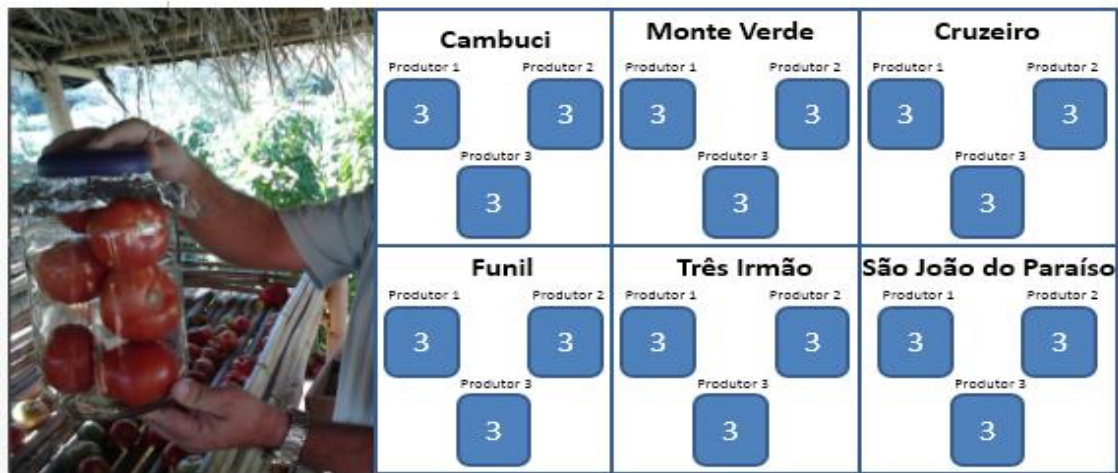 Cambuci
Produtor 1 Produtor 2
3 3
Produtor 3
3
Monte Verde
Produtor 1 Produtor 2
3 3
Produtor 3
3
Cruzeiro
Produtor 1 Produtor 2
3 3
Produtor 3
3
Funil
Produtor 1 Produtor 2
3 3
Produtor 3
3
Três Irmão
Produtor 1 Produtor 2
3 3
Produtor 3
3
São João do Paraíso
Produtor 1 Produtor 2
3 3
Produtor 3
3